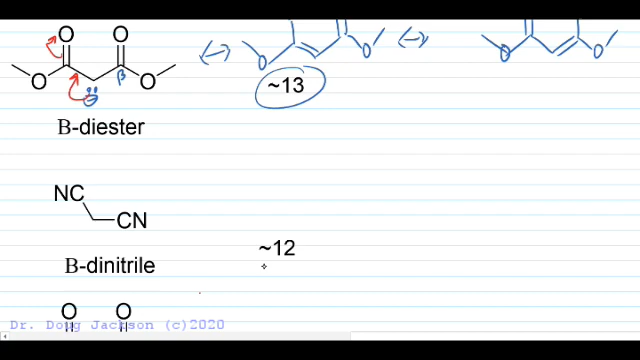 O O
O O
β
B-diester
O O
~13
O O
NC
CN
B-dinitrile
~12
O O
Dr. Doug Jackson (c)2020